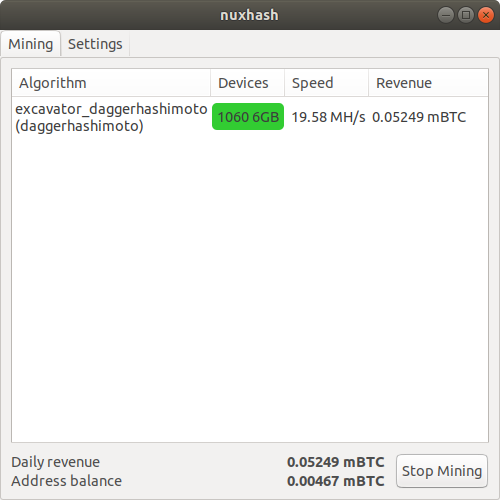 nuxhash
Mining Settings
Algorithm Devices Speed Revenue
excavator_daggerhashimoto
(daggerhashimoto) 1060 6GB 19.58 MH/s 0.05249 mBTC
Daily revenue 0.05249 mBTC
Address balance 0.00467 mBTC
Stop Mining